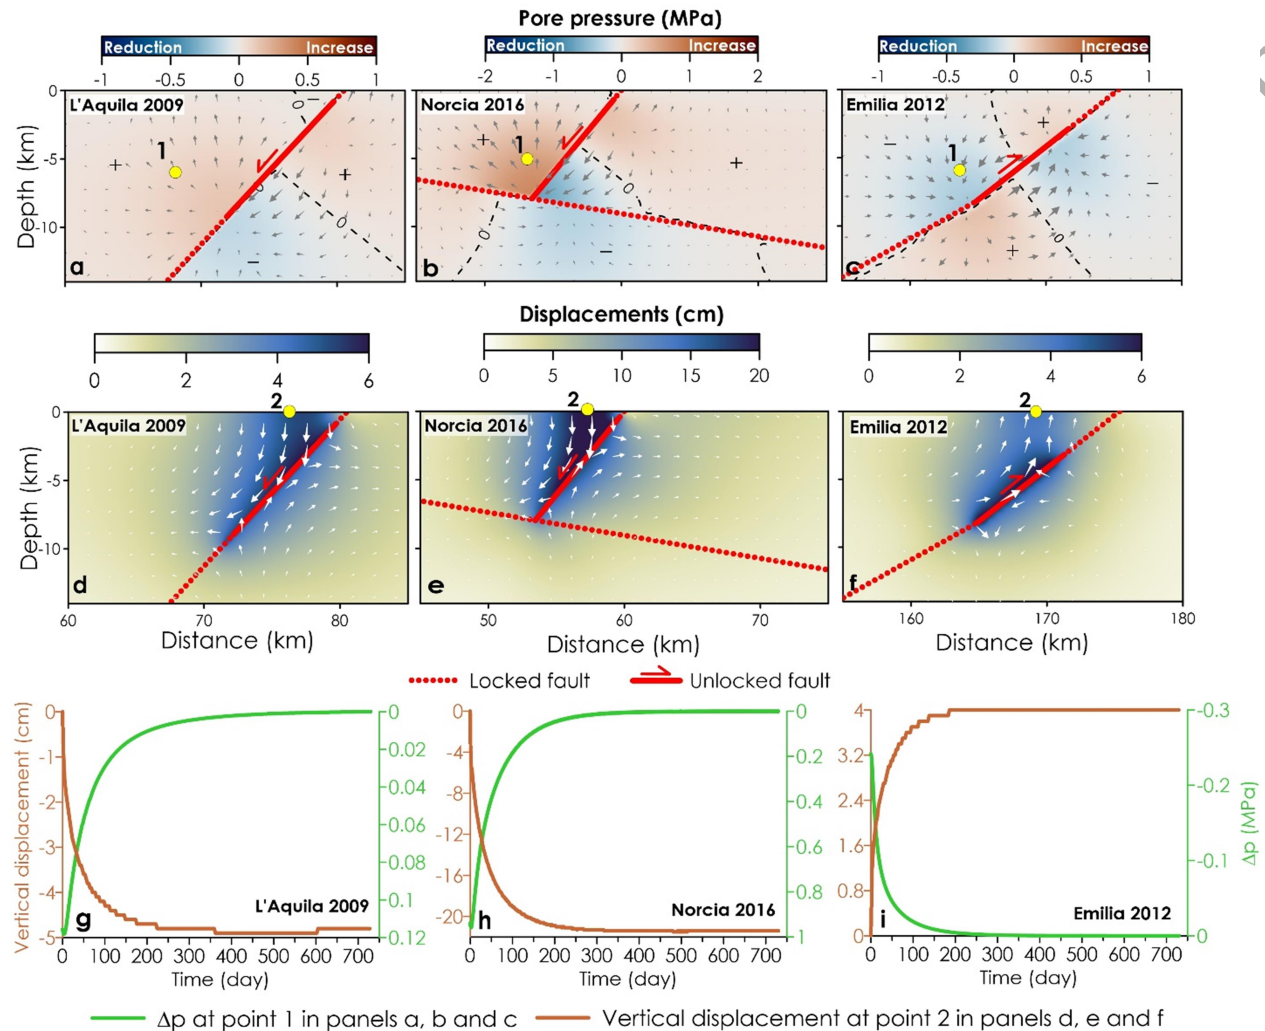 Pore pressure (MPa)
Reduction Increase Reduction Increase Reduction Increase
-1 -0.5 0 0.5 1 -2 -1 0 1 2 -1 -0.5 0 0.5 1
L'Aquila 2009 Norcia 2016 Emilia 2012
0
-5
-10
Depth (km)
1 1 1
+ + − 0 0 0
+ + − 0 0
− + + − 0
a b c
Displacements (cm)
0 2 4 6 0 5 10 15 20 0 2 4 6
2 2 2
L'Aquila 2009 Norcia 2016 Emilia 2012
0
-5
-10
Depth (km)
d e f
60 70 80 50 60 70 160 170 180
Distance (km) Distance (km) Distance (km)
Locked fault Unlocked fault
Vertical displacement (cm)
0
-1
-2
-3
-4
-5
0
0.02
0.04
0.06
0.08
0.1
0.12
g L'Aquila 2009
0 100 200 300 400 500 600 700
Time (day)
0
-4
-8
-12
-16
-20
0
0.2
0.4
0.6
0.8
1
h Norcia 2016
0 100 200 300 400 500 600 700
Time (day)
4
3.2
2.4
1.6
0.8
0
-0.3
-0.2
-0.1
0
Δp (MPa)
i Emilia 2012
0 100 200 300 400 500 600 700
Time (day)
Δp at point 1 in panels a, b and c Vertical displacement at point 2 in panels d, e and f